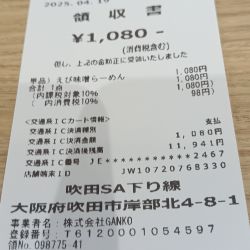 2025.04.19
領収書
¥1,080-
(消費税含む)
但し、上記の金額正に受領いたしました
単品) えび味噌らーめん 1,080円
合計 1点 1,080円
(内課税対象10% 1,080円)
(内消費税10% 98円)
交通系ICカード情報)
交通系IC決済種別 支払
交通系IC決済金額 1,080円
交通系IC決済残額 11,941円
交通系IC番号 JE*************2467
店舗端末ID JW10720768330
吹田SA下り線
大阪府吹田市岸部北4-8-1
事業者名: 株式会社GANKO
登録番号: T6120001054597
領No.098775 41